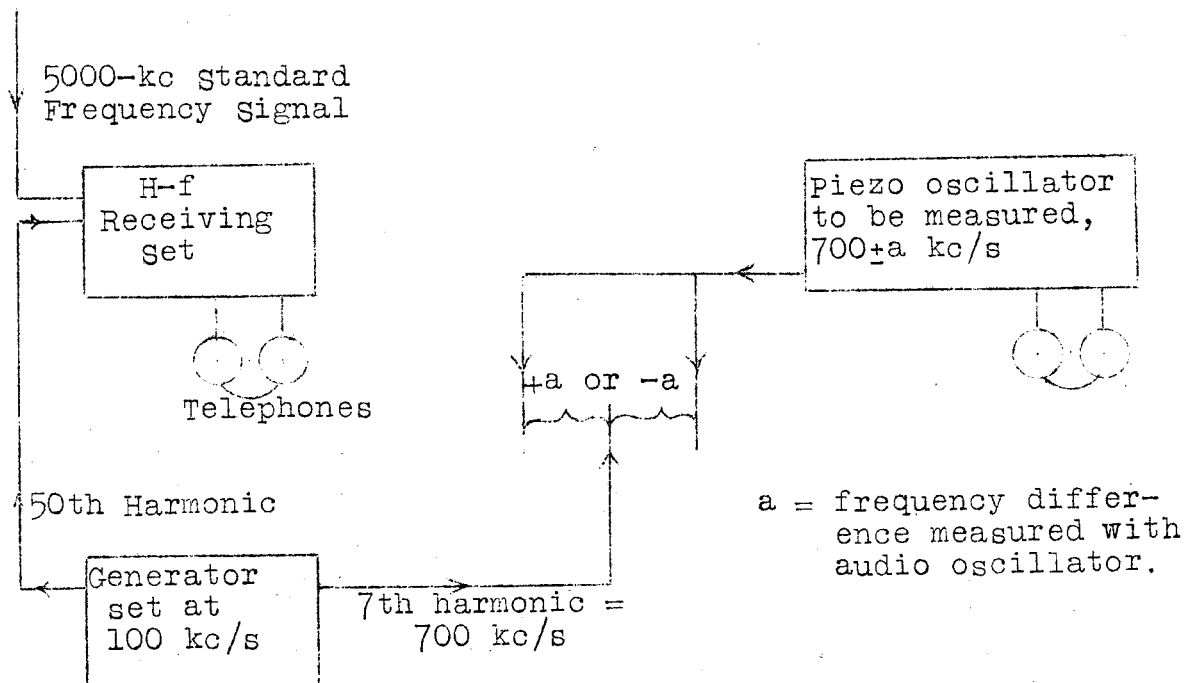 5000-kc Standard
Frequency Signal
H-f
Receiving
Set
Telephones
Piezo oscillator
to be measured,
700±a kc/s
+a or -a
50th Harmonic
Generator
set at
100 kc/s
7th harmonic =
700 kc/s
a = frequency differ-
ence measured with
audio oscillator.